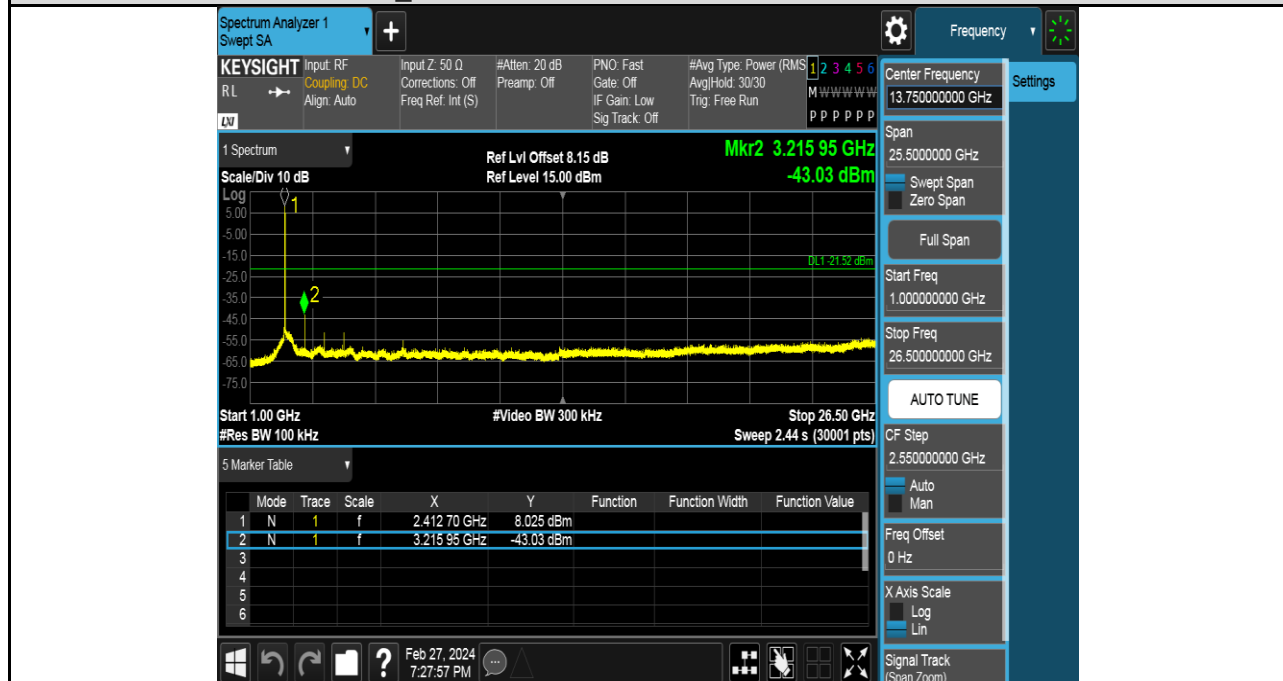 Spectrum Analyzer 1
Swept SA
+
Frequency
KEYSIGHT
RL
LXI
Input: RF
Coupling: DC
Align: Auto
Input Z: 50 Ω
Corrections: Off
Freq Ref: Int (S)
#Atten: 20 dB
Preamp: Off
PNO: Fast
Gate: Off
IF Gain: Low
Sig Track: Off
#Avg Type: Power (RMS
Avg|Hold: 30/30
Trig: Free Run
1 2 3 4 5 6
M W W W W W
P P P P P P
1 Spectrum
Scale/Div 10 dB
Ref Lvl Offset 8.15 dB
Ref Level 15.00 dBm
Mkr2 3.215 95 GHz
-43.03 dBm
Log
5.00
-5.00
-15.0
-25.0
-35.0
-45.0
-55.0
-65.0
-75.0
1
2
DL1 -21.52 dBm
Start 1.00 GHz
#Res BW 100 kHz
#Video BW 300 kHz
Stop 26.50 GHz
Sweep 2.44 s (30001 pts)
5 Marker Table
Mode Trace Scale X Y Function Function Width Function Value
1 N 1 f 2.412 70 GHz 8.025 dBm
2 N 1 f 3.215 95 GHz -43.03 dBm
3
4
5
6
Feb 27, 2024
7:27:57 PM
?
Center Frequency
13.750000000 GHz
Settings
Span
25.5000000 GHz
Swept Span
Zero Span
Full Span
Start Freq
1.00000000 GHz
Stop Freq
26.50000000 GHz
AUTO TUNE
CF Step
2.550000000 GHz
Auto
Man
Freq Offset
0 Hz
X Axis Scale
Log
Lin
Signal Track
(Span Zoom)